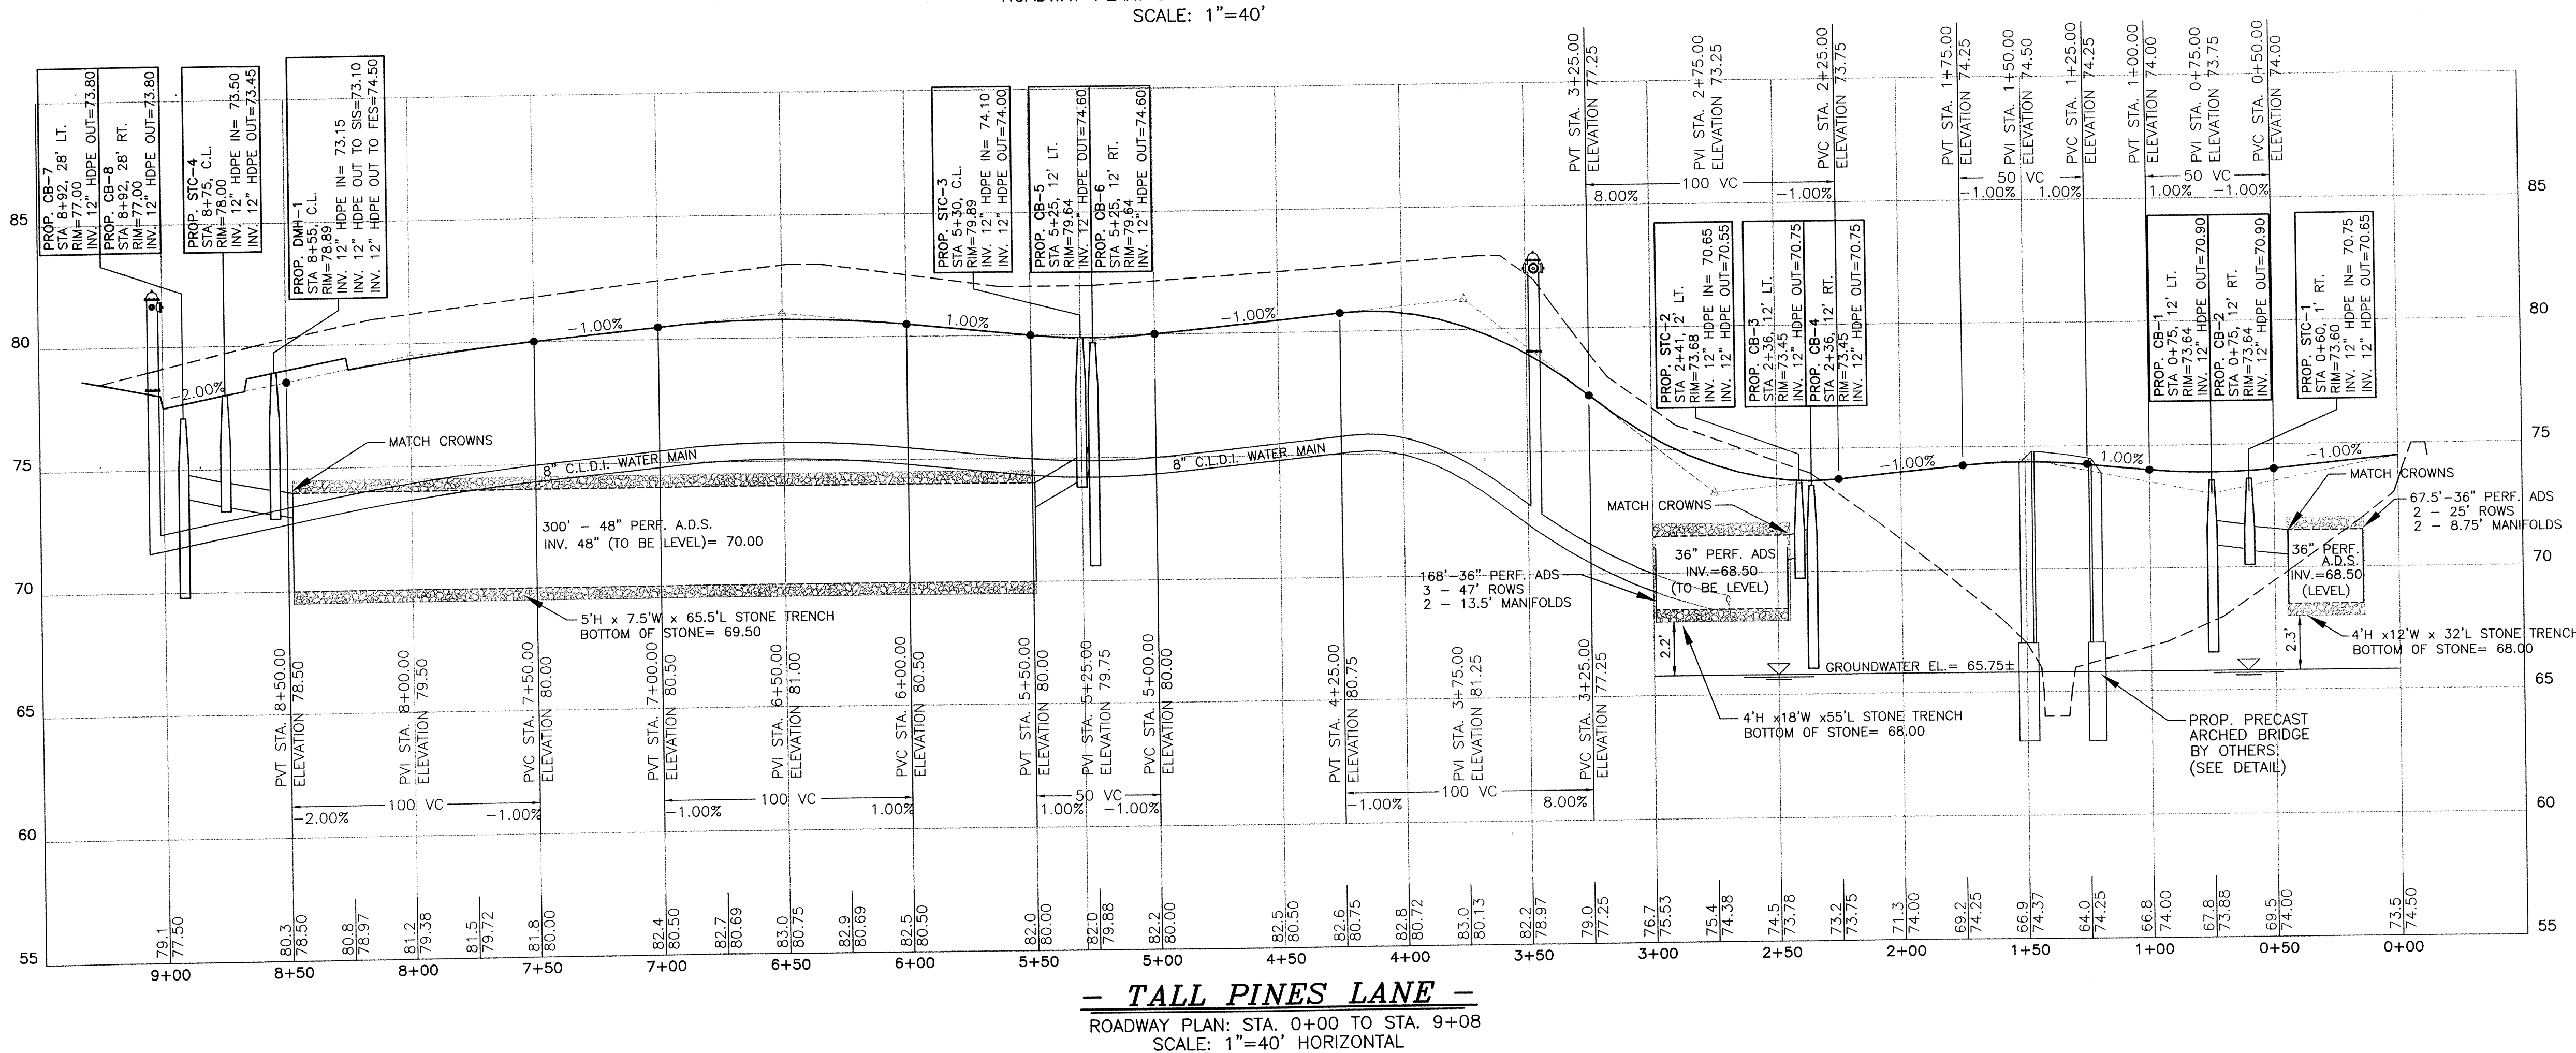 SCALE: 1"=40'
PROP. CB-7
STA 8+92, 28' LT.
RIM=77.00
INV. 12" HDPE OUT=73.80
PROP. CB-8
STA 8+92, 28' RT.
RIM=77.00
INV. 12" HDPE OUT=73.80
PROP. STC-4
STA 8+75, C.L.
RIM=78.00
INV. 12" HDPE IN= 73.50
INV. 12" HDPE OUT=73.45
PROP. DMH-1
STA 8+55, C.L.
RIM=78.89
INV. 12" HDPE IN= 73.15
INV. 12" HDPE OUT TO SIS=73.10
INV. 12" HDPE OUT TO FES=74.50
PROP. STC-3
STA 5+30, C.L.
RIM=79.89
INV. 12" HDPE IN= 74.10
INV. 12" HDPE OUT=74.00
PROP. CB-5
STA 5+25, 12' LT.
RIM=79.64
INV. 12" HDPE OUT=74.60
PROP. CB-6
STA 5+25, 12' RT.
RIM=79.64
INV. 12" HDPE OUT=74.60
PVT STA. 3+25.00
ELEVATION 77.25
PVI STA. 2+75.00
ELEVATION 73.25
PVC STA. 2+25.00
ELEVATION 73.75
100 VC
8.00%
-1.00%
PVT STA. 1+75.00
ELEVATION 74.25
PVI STA. 1+50.00
ELEVATION 74.50
PVC STA. 1+25.00
ELEVATION 74.25
50 VC
-1.00%
1.00%
PVT STA. 1+00.00
ELEVATION 74.00
PVI STA. 0+75.00
ELEVATION 73.75
PVC STA. 0+50.00
ELEVATION 74.00
50 VC
1.00%
-1.00%
PROP. STC-2
STA 2+41, 2' LT.
RIM=73.68
INV. 12" HDPE IN= 70.65
INV. 12" HDPE OUT=70.55
PROP. CB-3
STA 2+36, 12' LT.
RIM=73.45
INV. 12" HDPE OUT=70.75
PROP. CB-4
STA 2+36, 12' RT.
RIM=73.45
INV. 12" HDPE OUT=70.75
PROP. CB-1
STA 0+75, 12' LT.
RIM=73.64
INV. 12" HDPE OUT=70.90
PROP. CB-2
STA 0+75, 12' RT.
RIM=73.64
INV. 12" HDPE OUT=70.90
PROP. STC-1
STA 0+60, 1' RT.
RIM=73.60
INV. 12" HDPE IN= 70.75
INV. 12" HDPE OUT=70.65
85
80
75
70
65
60
55
85
80
75
70
65
60
55
-2.00%
-1.00%
1.00%
-1.00%
-1.00%
1.00%
-1.00%
MATCH CROWNS
8" C.L.D.I. WATER MAIN
8" C.L.D.I. WATER MAIN
300' - 48" PERF. A.D.S.
INV. 48" (TO BE LEVEL)= 70.00
5'H x 7.5'W x 65.5'L STONE TRENCH
BOTTOM OF STONE= 69.50
MATCH CROWNS
168'-36" PERF. ADS
3 - 47' ROWS
2 - 13.5' MANIFOLDS
36" PERF. ADS
INV.=68.50
(TO BE LEVEL)
2.2'
GROUNDWATER EL.= 65.75±
4'H x18'W x55'L STONE TRENCH
BOTTOM OF STONE= 68.00
MATCH CROWNS
67.5'-36" PERF. ADS
2 - 25' ROWS
2 - 8.75' MANIFOLDS
36" PERF.
A.D.S.
INV.=68.50
(LEVEL)
2.3'
4'H x12'W x 32'L STONE TRENCH
BOTTOM OF STONE= 68.00
PROP. PRECAST
ARCHED BRIDGE
BY OTHERS.
(SEE DETAIL)
PVT STA. 8+50.00
ELEVATION 78.50
PVI STA. 8+00.00
ELEVATION 79.50
PVC STA. 7+50.00
ELEVATION 80.00
100 VC
-2.00%
-1.00%
PVT STA. 7+00.00
ELEVATION 80.50
PVI STA. 6+50.00
ELEVATION 81.00
PVC STA. 6+00.00
ELEVATION 80.50
100 VC
-1.00%
1.00%
PVT STA. 5+50.00
ELEVATION 80.00
PVI STA. 5+25.00
ELEVATION 79.75
PVC STA. 5+00.00
ELEVATION 80.00
50 VC
1.00%
-1.00%
PVT STA. 4+25.00
ELEVATION 80.75
PVI STA. 3+75.00
ELEVATION 81.25
PVC STA. 3+25.00
ELEVATION 77.25
100 VC
-1.00%
8.00%
79.1
77.50
80.3
78.50
80.8
78.97
81.2
79.38
81.5
79.72
81.8
80.00
82.4
80.50
82.7
80.69
83.0
80.75
82.9
80.69
82.5
80.50
82.0
80.00
82.0
79.88
82.2
80.00
82.5
80.50
82.6
80.75
82.8
80.72
83.0
80.13
82.2
78.97
79.0
77.25
76.7
75.53
75.4
74.38
74.5
73.78
73.2
73.75
71.3
74.00
69.2
74.25
66.9
74.37
64.0
74.25
66.8
74.00
67.8
73.88
69.5
74.00
73.5
74.50
9+00
8+50
8+00
7+50
7+00
6+50
6+00
5+50
5+00
4+50
4+00
3+50
3+00
2+50
2+00
1+50
1+00
0+50
0+00
- TALL PINES LANE -
ROADWAY PLAN: STA. 0+00 TO STA. 9+08
SCALE: 1"=40' HORIZONTAL